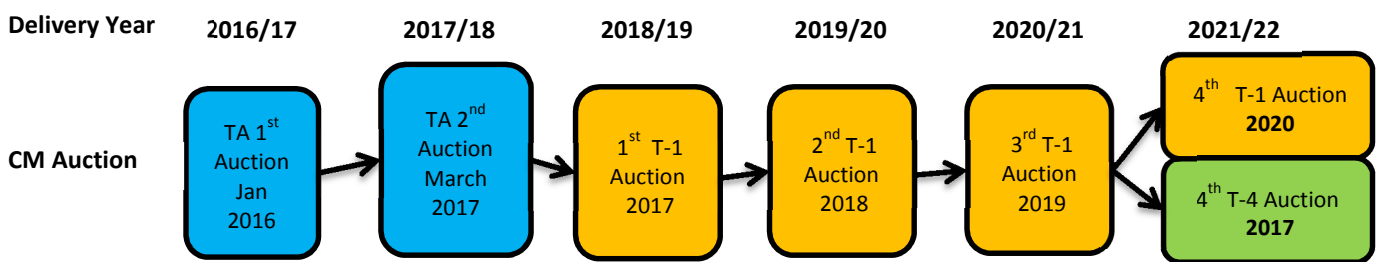 Delivery Year 2016/17 2017/18 2018/19 2019/20 2020/21 2021/22
CM Auction
TA 1st
Auction
Jan
2016
TA 2nd
Auction
March
2017
1st T-1
Auction
2017
2nd T-1
Auction
2018
3rd T-1
Auction
2019
4th T-1 Auction
2020
4th T-4 Auction
2017